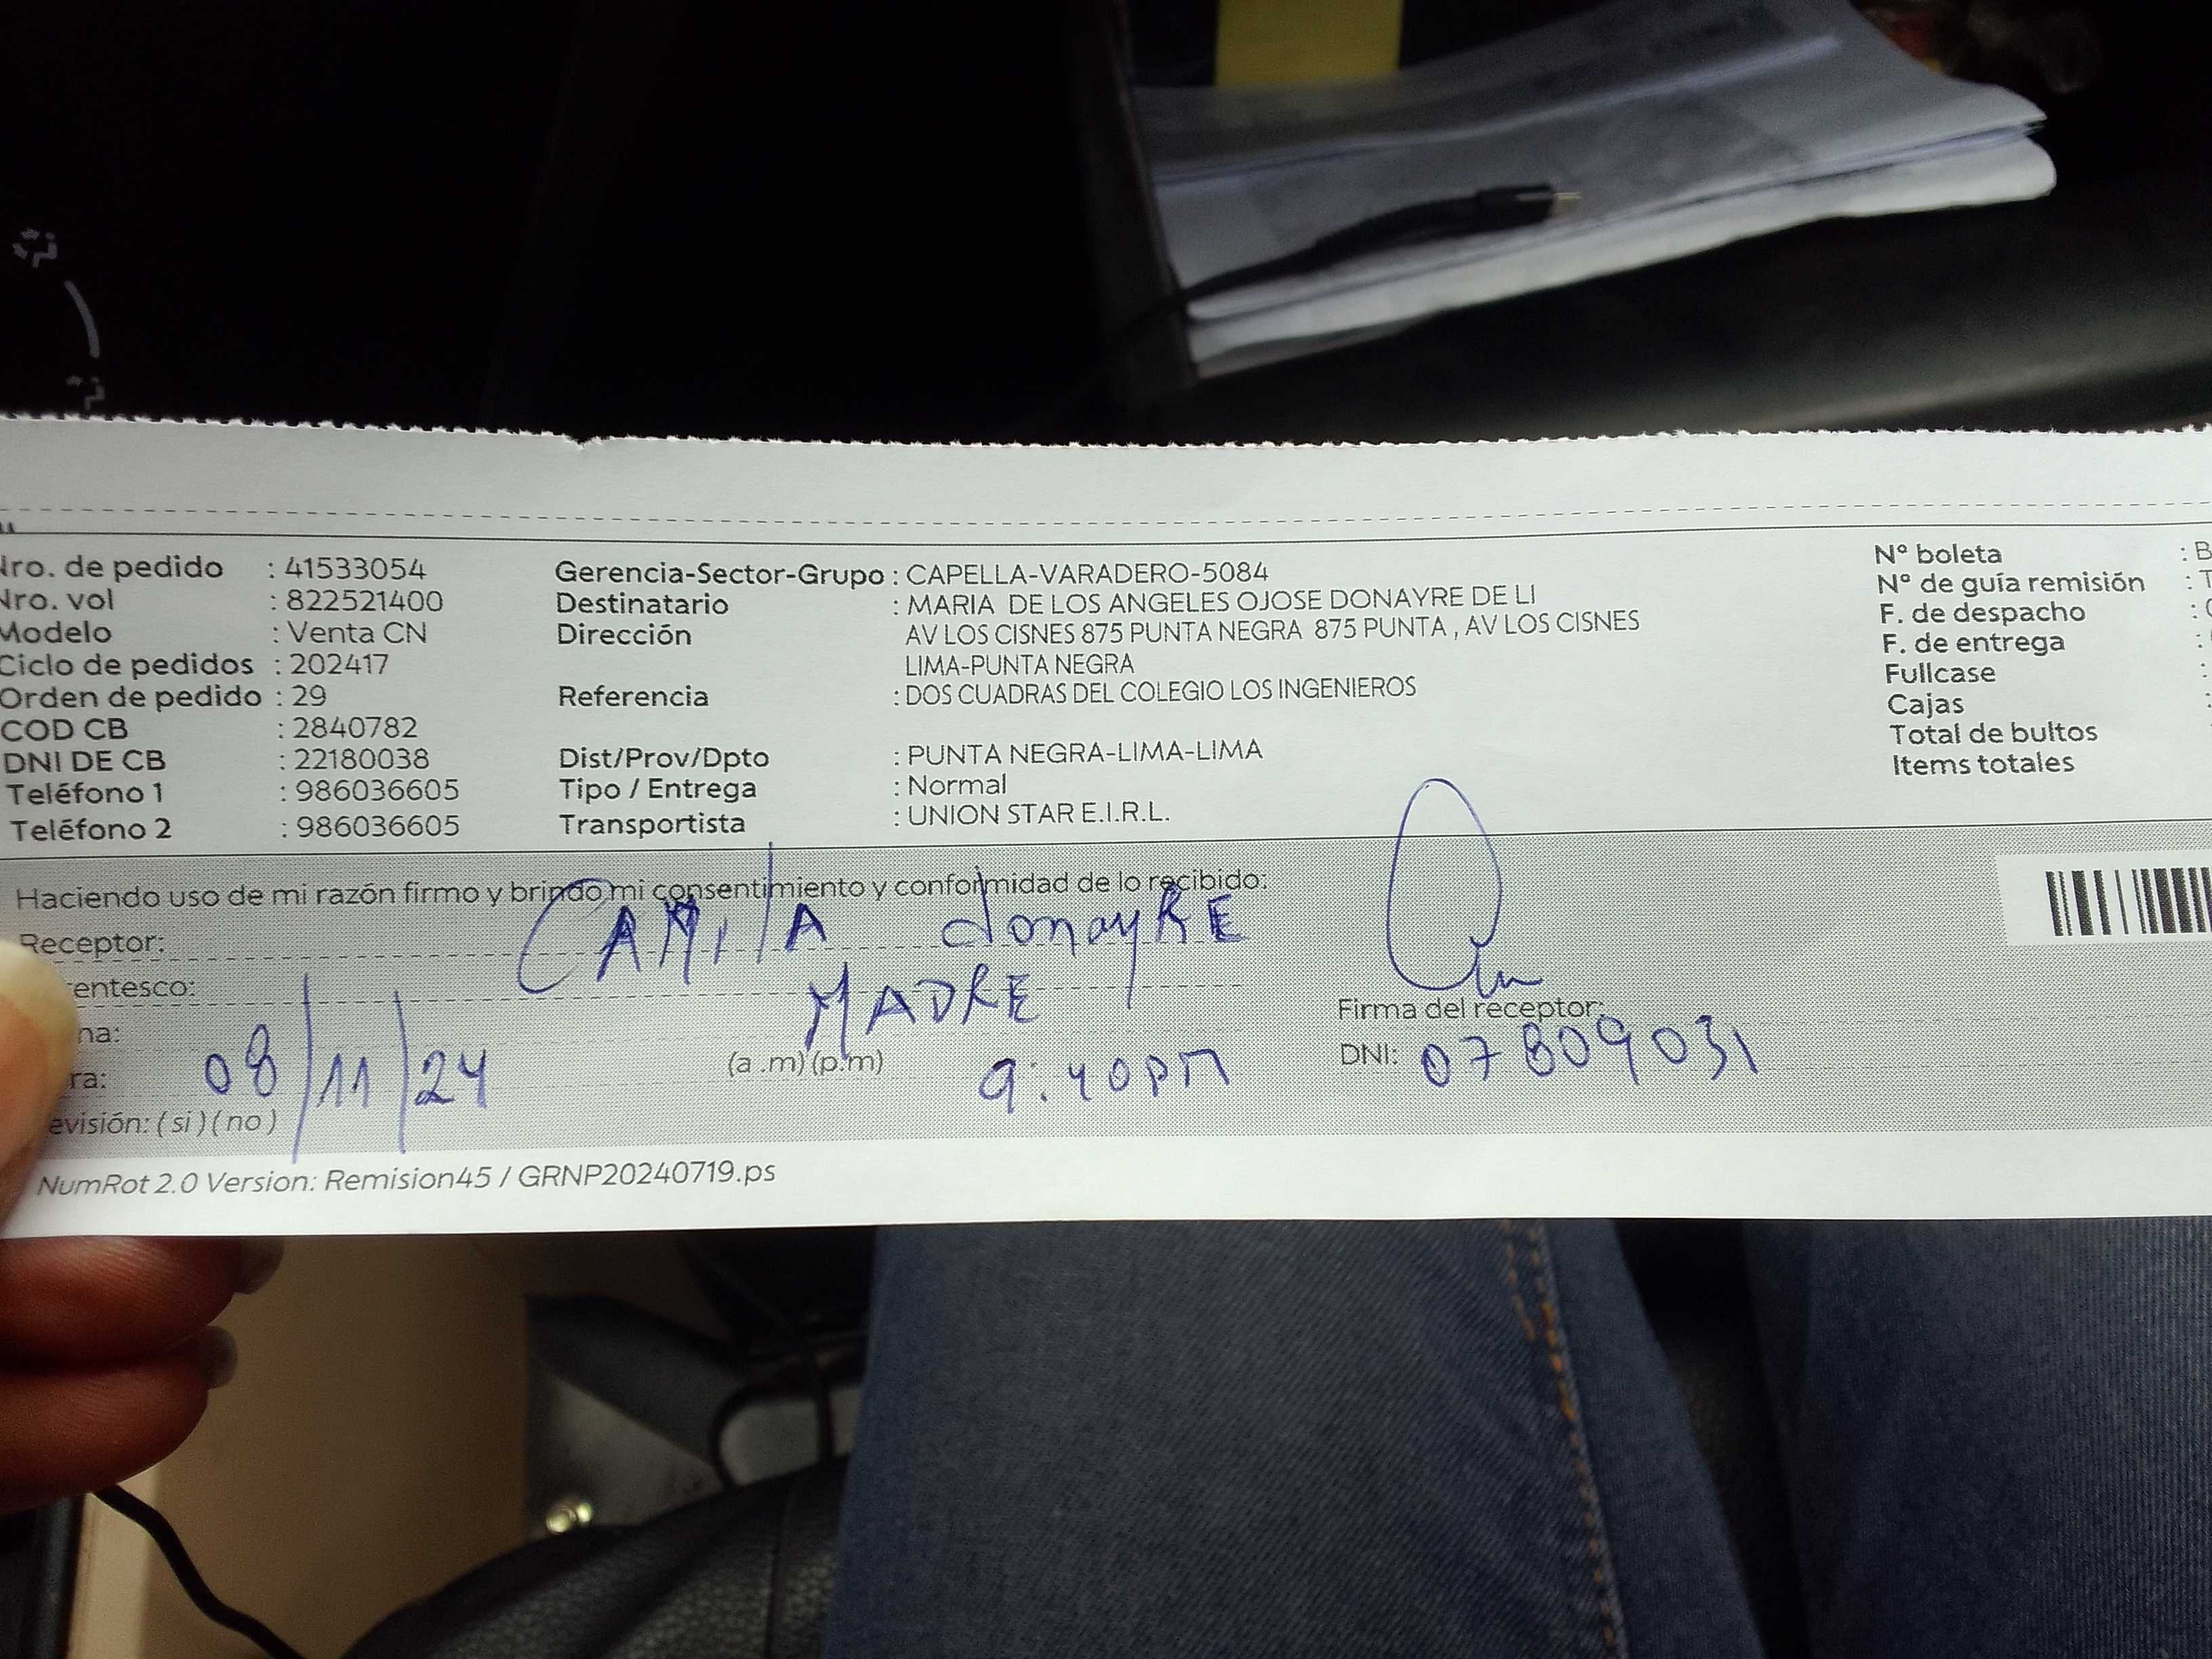 Nro. de pedido : 41533054
Nro. vol : 822521400
Modelo : Venta CN
Ciclo de pedidos : 202417
Orden de pedido : 29
COD CB : 2840782
DNI DE CB : 22180038
Teléfono 1 : 986036605
Teléfono 2 : 986036605
Gerencia-Sector-Grupo : CAPELLA-VARADERO-5084
Destinatario : MARIA DE LOS ANGELES OJOSE DONAYRE DE LI
Dirección AV LOS CISNES 875 PUNTA NEGRA 875 PUNTA , AV LOS CISNES
LIMA-PUNTA NEGRA
Referencia : DOS CUADRAS DEL COLEGIO LOS INGENIEROS
Dist/Prov/Dpto : PUNTA NEGRA-LIMA-LIMA
Tipo / Entrega : Normal
Transportista : UNION STAR E.I.R.L.
N° boleta : B
N° de guía remisión : T
F. de despacho :
F. de entrega :
Fullcase :
Cajas :
Total de bultos
Items totales
Haciendo uso de mi razón firmo y brindo mi consentimiento y conformidad de lo recibido:
Receptor: CAMILA donayRE
entesco: MADRE
na:
ra: 08/11/24 (a .m) (p.m) 9:40pm
evisión: ( si ) ( no )
Firma del receptor:
DNI: 07809031
NumRot 2.0 Version: Remision45 / GRNP20240719.ps